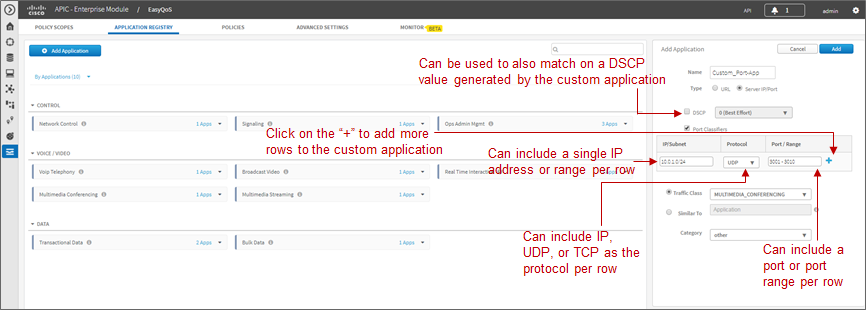 cisco APIC - Enterprise Module / EasyQoS API 1 admin
POLICY SCOPES APPLICATION REGISTRY POLICIES ADVANCED SETTINGS MONITOR BETA
Add Application
By Applications (10)
CONTROL
Network Control 1 Apps Signaling 1 Apps Ops Admin Mgmt 3 Apps
VOICE / VIDEO
Voip Telephony 1 Apps Broadcast Video 1 Apps Real Time Interactive
Multimedia Conferencing 1 Apps Multimedia Streaming 1 Apps
DATA
Transactional Data 2 Apps Bulk Data 1 Apps
Can be used to also match on a DSCP
value generated by the custom application
Click on the “+” to add more
rows to the custom application
Can include a single IP
address or range per row
Can include IP,
UDP, or TCP as the
protocol per row
Can include a
port or port
range per row
Add Application Cancel Add
Name Custom_Port-App
Type URL Server IP/Port
DSCP 0 (Best Effort)
Port Classifiers
IP/Subnet Protocol Port / Range
10.0.1.0/24 UDP 3001 - 3010 +
Traffic Class MULTIMEDIA_CONFERENCING
Similar To Application
Category other